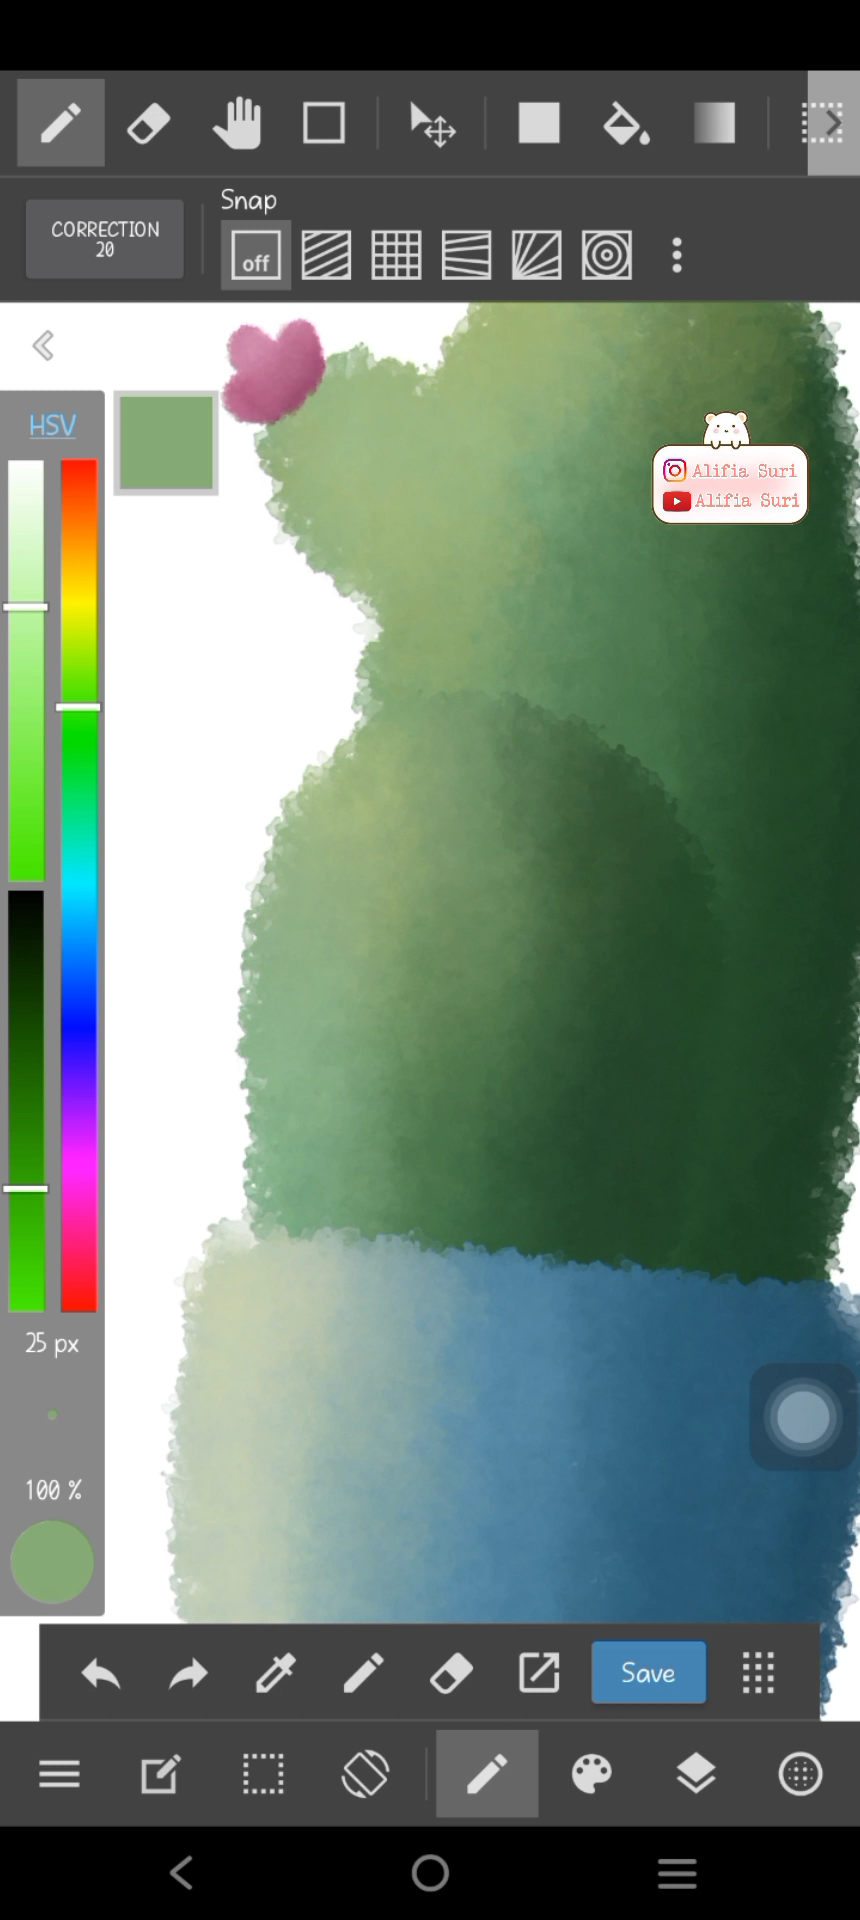 Snap
CORRECTION
20
off
HSV
Alifia Suri
Alifia Suri
25 px
100 %
Save